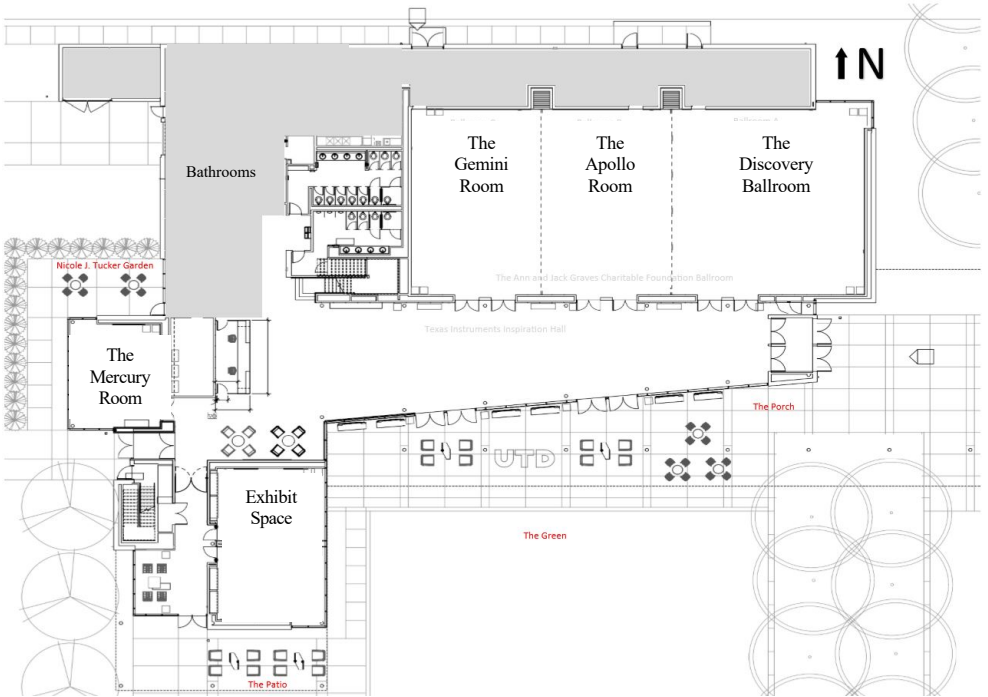 N
The
Gemini
Room
The
Apollo
Room
The
Discovery
Ballroom
Bathrooms
Nicole J. Tucker Garden
The Ann and Jack Graves Charitable Foundation Ballroom
Texas Instruments Inspiration Hall
The
Mercury
Room
The Porch
UTD
Exhibit
Space
The Green
The Patio